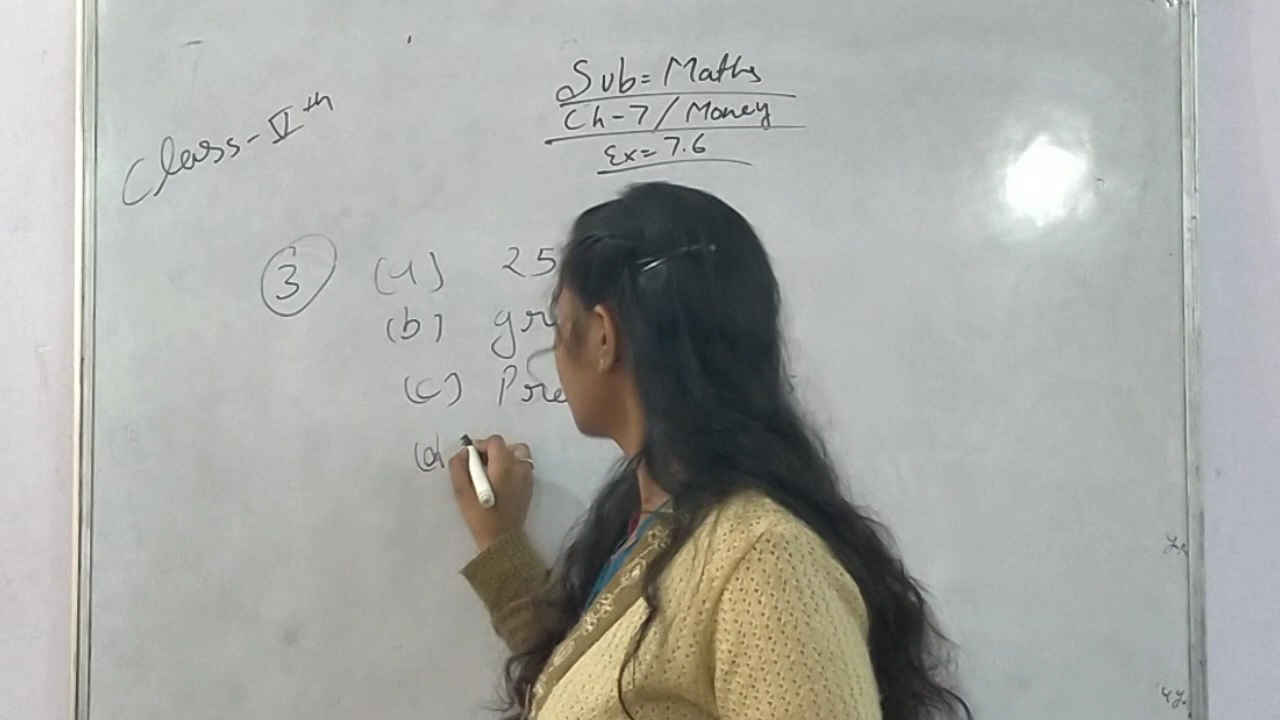 Sub= Maths
Ch-7/ Money
Ex= 7.6
Class-Vth
3 (a) 25
(b) gr
(c) Pre
(d